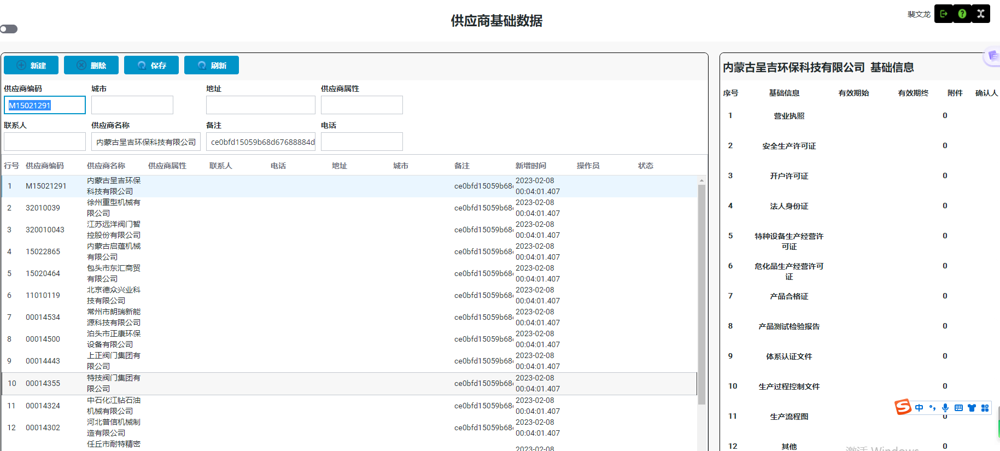 供应商基础数据
裴文龙
新建 删除 保存 刷新
供应商编码 城市 地址 供应商属性
M15021291
联系人 供应商名称 备注 电话
内蒙古呈吉环保科技有限公司 ce0bfd15059b68d67688884d
行号 供应商编码 供应商名称 供应商属性 联系人 电话 地址 城市 备注 新增时间 操作员 状态
1 M15021291 内蒙古呈吉环保科技有限公司 ce0bfd15059b68 2023-02-08 00:04:01.407
2 32010039 徐州重型机械有限公司 ce0bfd15059b68 2023-02-08 00:04:01.407
3 320010043 江苏远洋阀门智控股份有限公司 ce0bfd15059b68 2023-02-08 00:04:01.407
4 15022865 内蒙古启蕴机械有限公司 ce0bfd15059b68 2023-02-08 00:04:01.407
5 15020464 包头市东汇商贸有限公司 ce0bfd15059b68 2023-02-08 00:04:01.407
6 11010119 北京德众兴业科技有限公司 ce0bfd15059b68 2023-02-08 00:04:01.407
7 00014534 常州市朗瑞新能源科技有限公司 ce0bfd15059b68 2023-02-08 00:04:01.407
8 00014500 泊头市正康环保设备有限公司 ce0bfd15059b68 2023-02-08 00:04:01.407
9 00014443 上正阀门集团有限公司 ce0bfd15059b68 2023-02-08 00:04:01.407
10 00014355 特技阀门集团有限公司 ce0bfd15059b68 2023-02-08 00:04:01.407
11 00014324 中石化江钻石油机械有限公司 ce0bfd15059b68 2023-02-08 00:04:01.407
12 00014302 河北普信机械制造有限公司 ce0bfd15059b68 2023-02-08 00:04:01.407
任丘市耐特精密 2023-02-08
内蒙古呈吉环保科技有限公司 基础信息
序号 基础信息 有效期始 有效期终 附件 确认人
1 营业执照 0
2 安全生产许可证 0
3 开户许可证 0
4 法人身份证 0
5 特种设备生产经营许可证 0
6 危化品生产经营许可证 0
7 产品合格证 0
8 产品测试检验报告 0
9 体系认证文件 0
10 生产过程控制文件 0
中
11 生产流程图 0
12 其他 0
激活 Windows